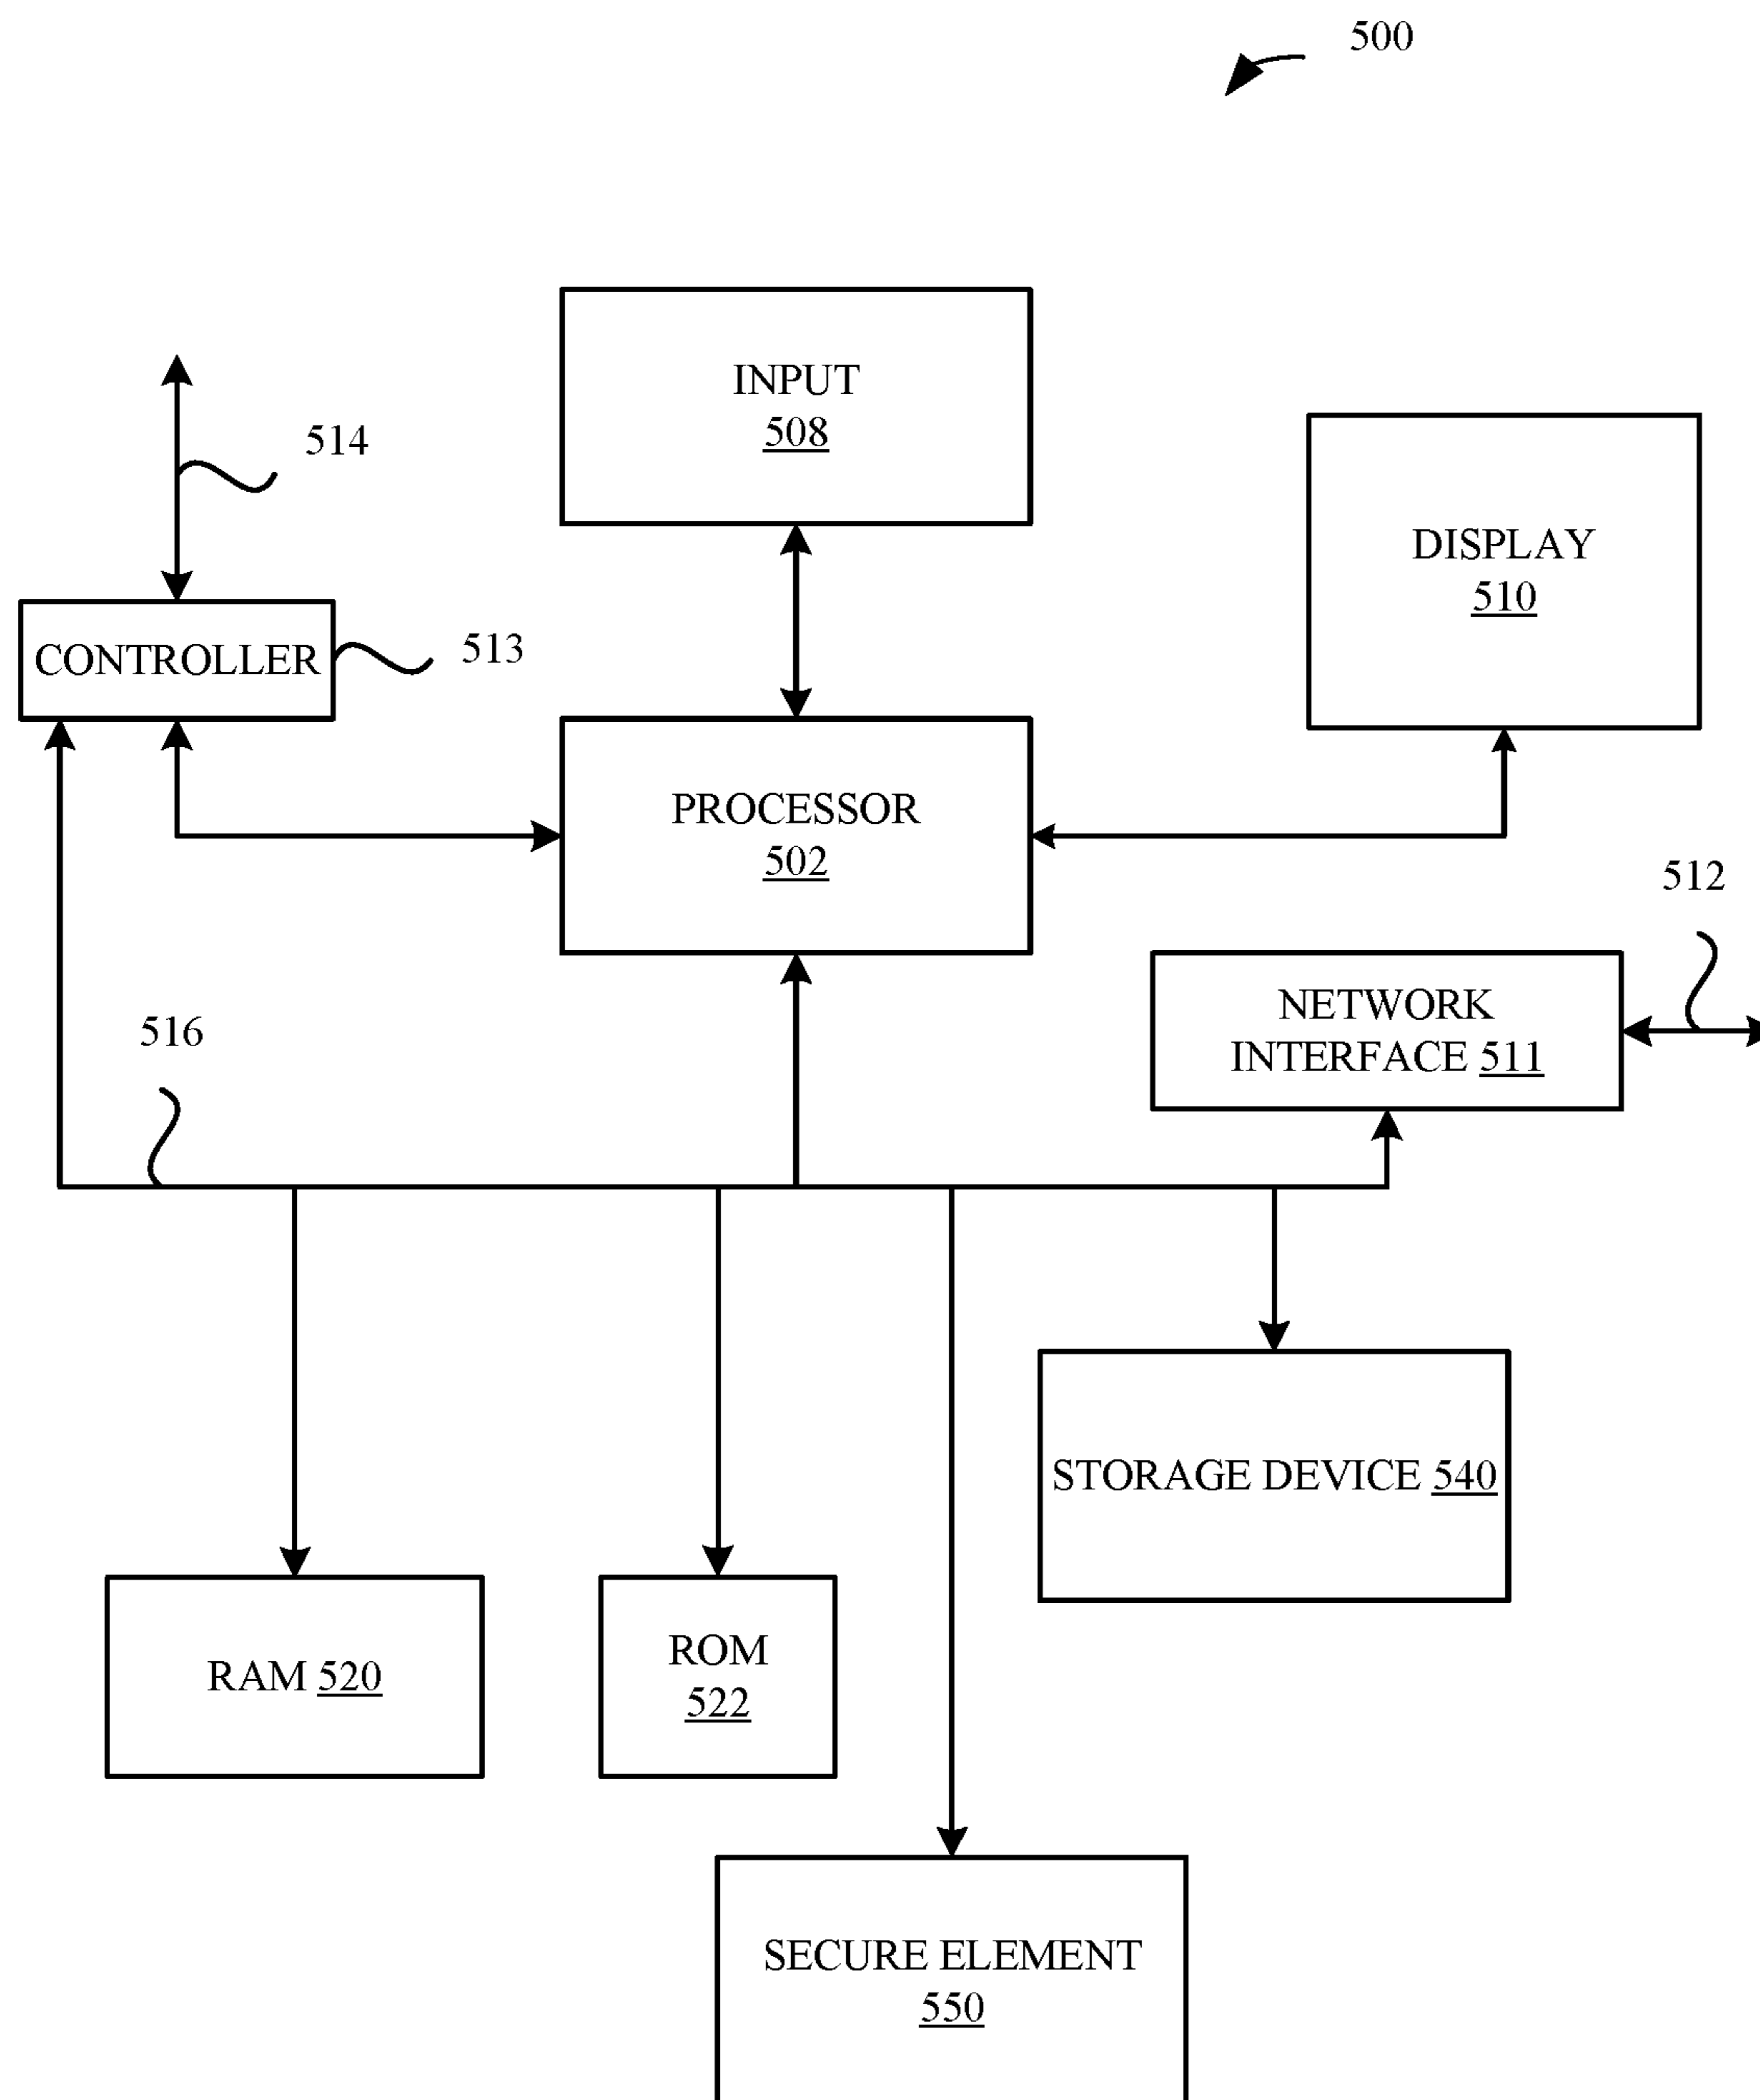 500
INPUT
508
514
DISPLAY
510
CONTROLLER
513
PROCESSOR
502
512
NETWORK
INTERFACE 511
516
STORAGE DEVICE 540
RAM 520
ROM
522
SECURE ELEMENT
550